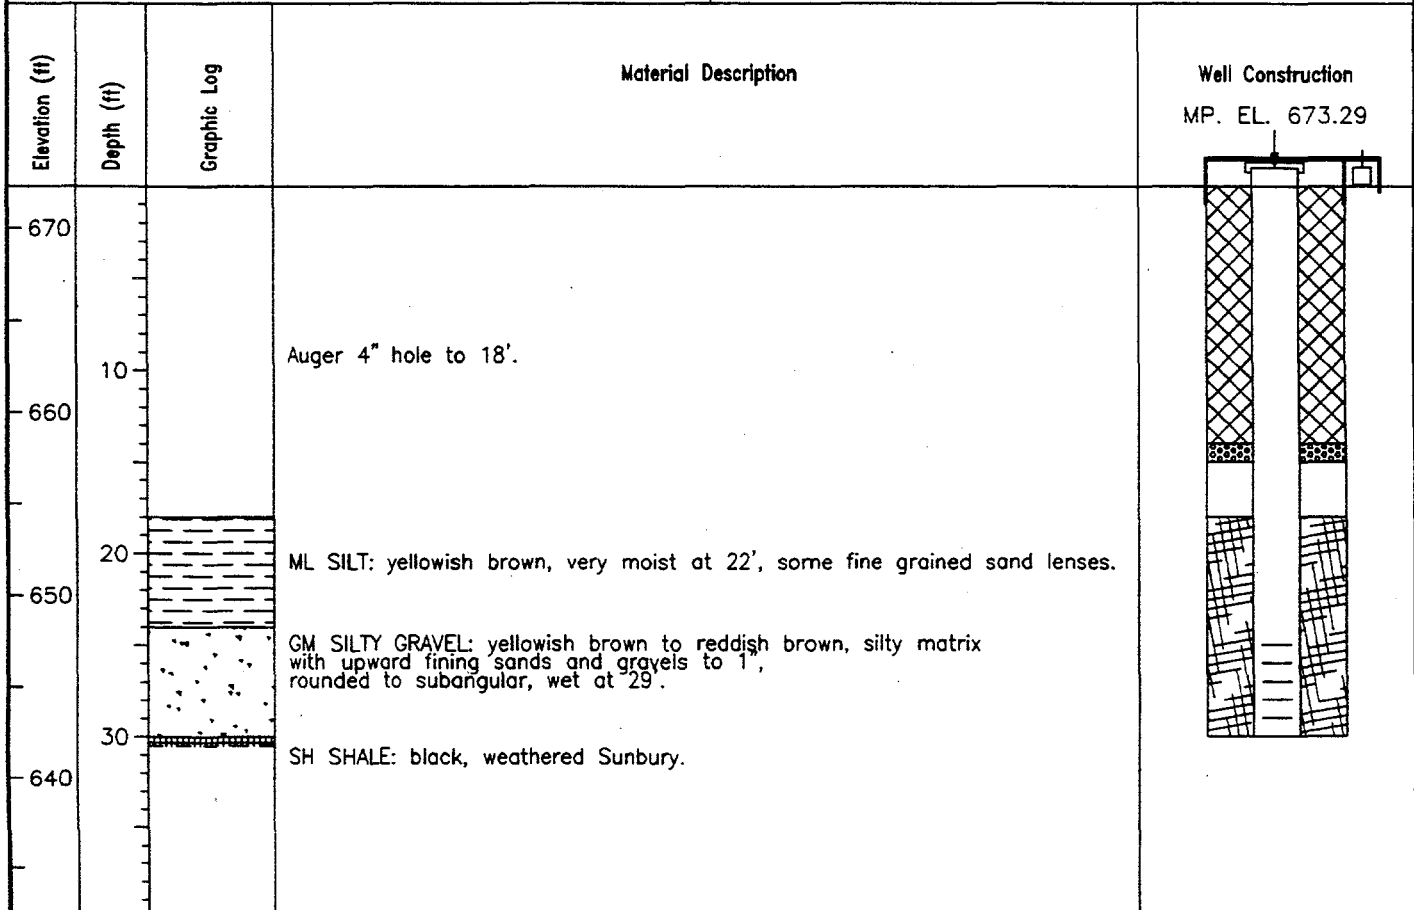 Elevation (ft)
Depth (ft)
Graphic Log
Material Description
Well Construction
MP. EL. 673.29
670
Auger 4" hole to 18'.
10
660
20
ML SILT: yellowish brown, very moist at 22', some fine grained sand lenses.
650
GM SILTY GRAVEL: yellowish brown to reddish brown, silty matrix
with upward fining sands and gravels to 1",
rounded to subangular, wet at 29'.
30
SH SHALE: black, weathered Sunbury.
640